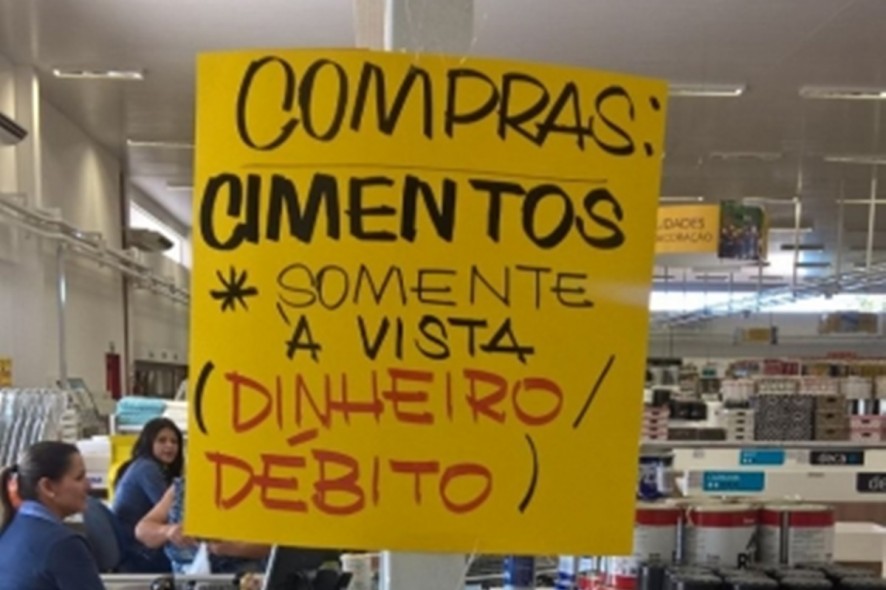 COMPRAS:
CIMENTOS
* SOMENTE
À VISTA
(DINHEIRO/
DÉBITO)